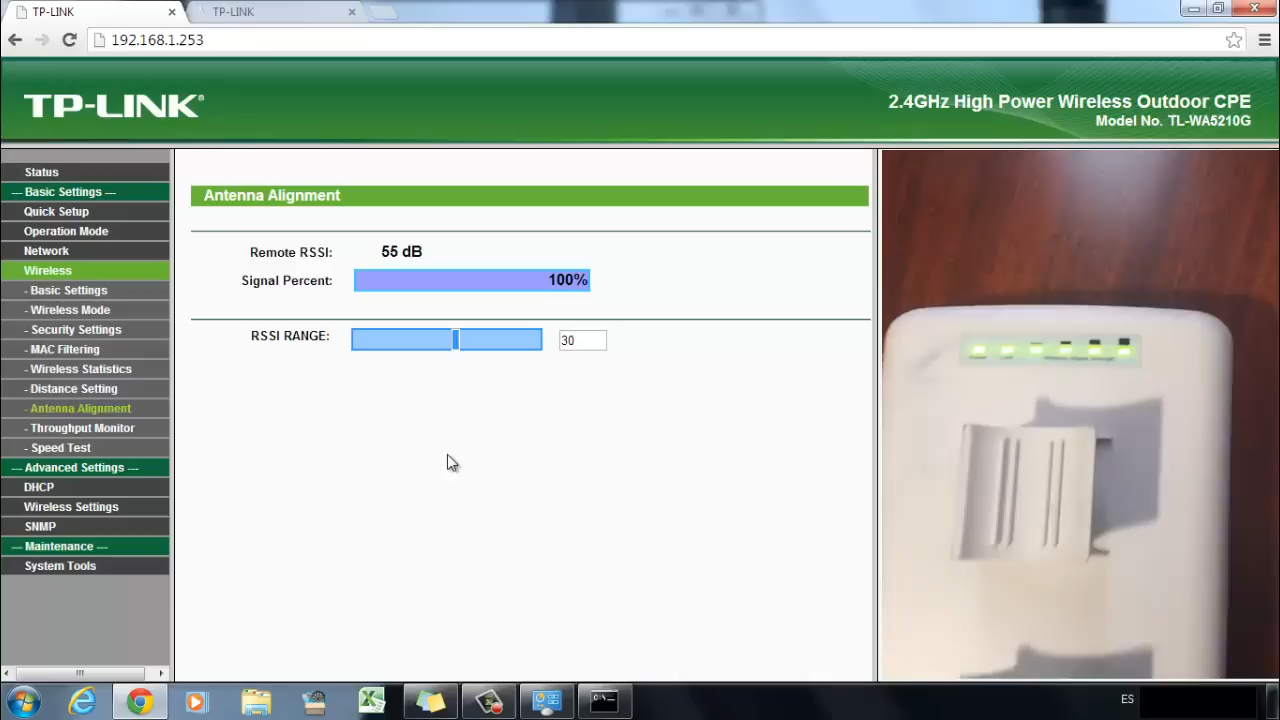 TP-LINK
TP-LINK
192.168.1.253
TP-LINK®
2.4GHz High Power Wireless Outdoor CPE
Model No. TL-WA5210G
Status
--- Basic Settings ---
Quick Setup
Operation Mode
Network
Wireless
- Basic Settings
- Wireless Mode
- Security Settings
- MAC Filtering
- Wireless Statistics
- Distance Setting
- Antenna Alignment
- Throughput Monitor
- Speed Test
--- Advanced Settings ---
DHCP
Wireless Settings
SNMP
--- Maintenance ---
System Tools
Antenna Alignment
Remote RSSI: 55 dB
Signal Percent: 100%
RSSI RANGE: 30
ES